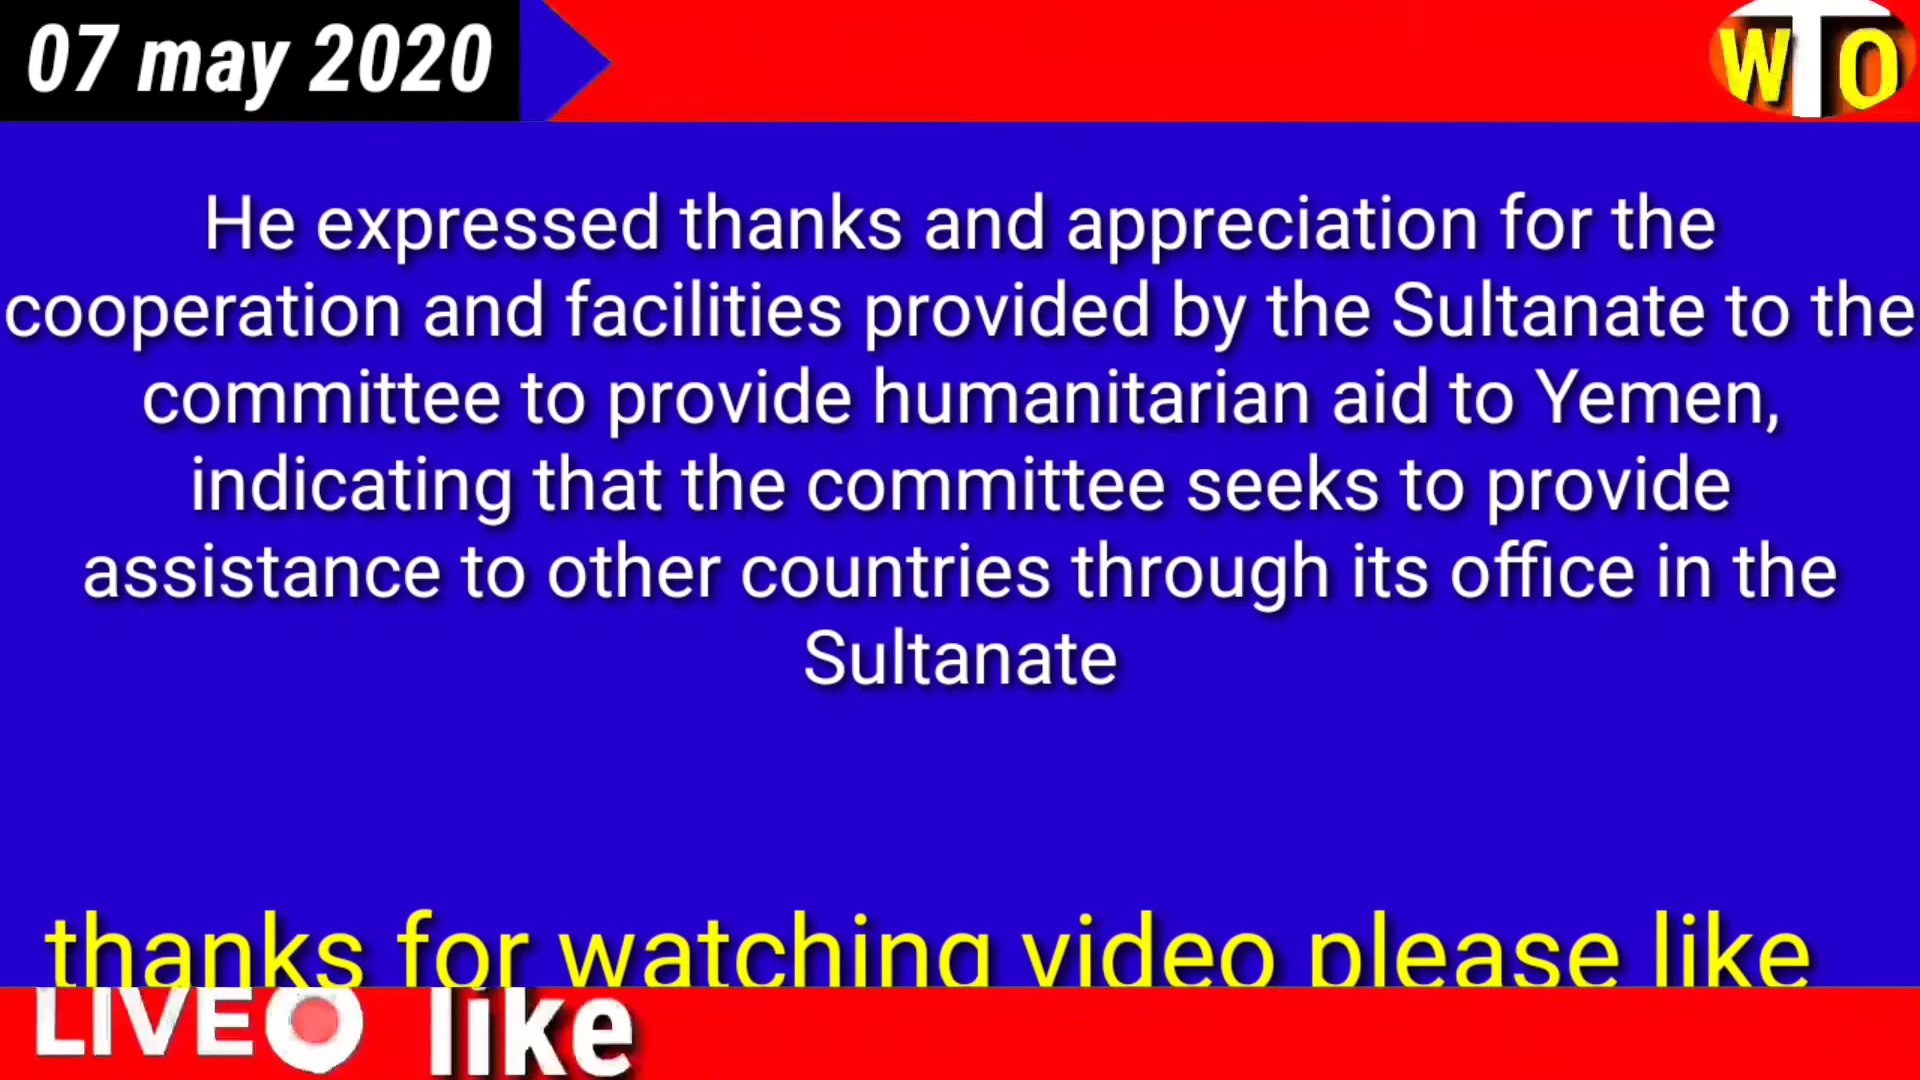 07 may 2020
WTO
He expressed thanks and appreciation for the
cooperation and facilities provided by the Sultanate to the
committee to provide humanitarian aid to Yemen,
indicating that the committee seeks to provide
assistance to other countries through its office in the
Sultanate
thanks for watching video please like
LIVE like